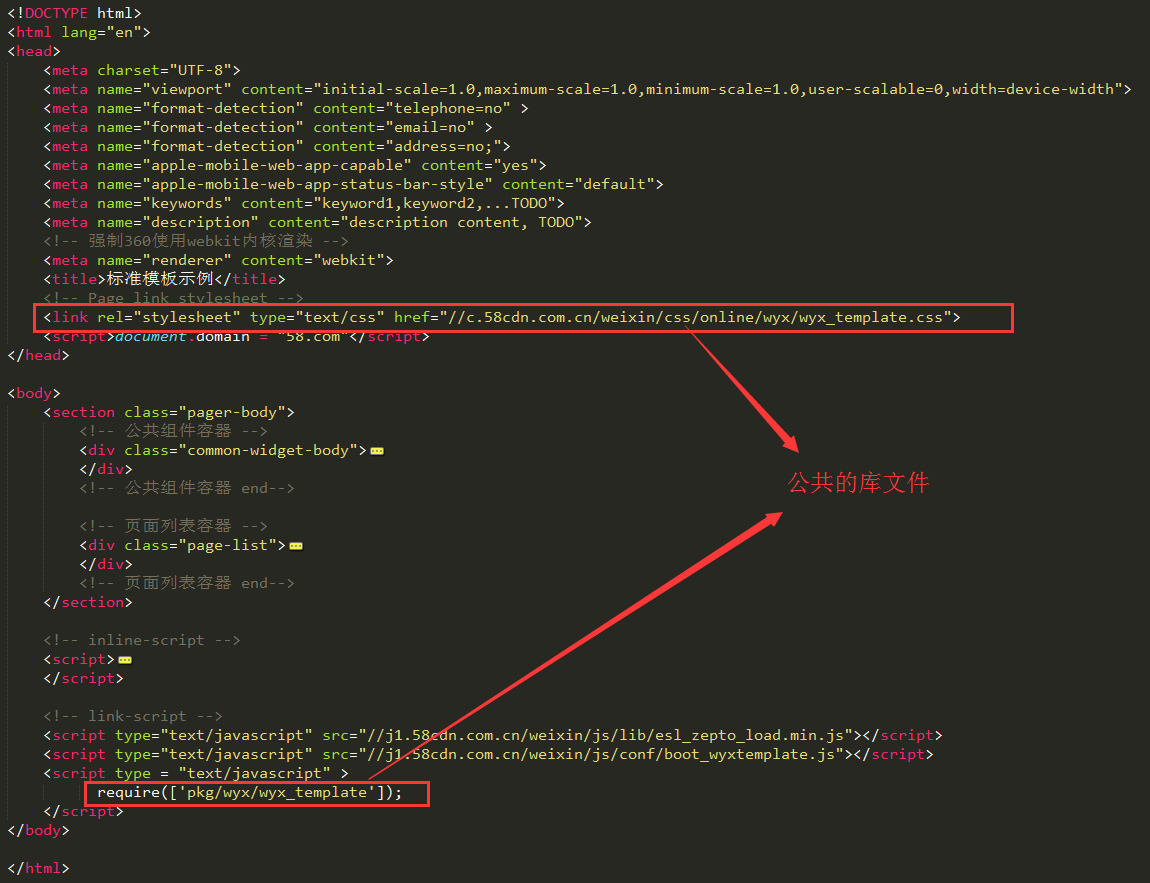 <!DOCTYPE html>
<html lang="en">
<head>
<meta charset="UTF-8">
<meta name="viewport" content="initial-scale=1.0,maximum-scale=1.0,minimum-scale=1.0,user-scalable=0,width=device-width">
<meta name="format-detection" content="telephone=no" >
<meta name="format-detection" content="email=no" >
<meta name="format-detection" content="address=no;">
<meta name="apple-mobile-web-app-capable" content="yes">
<meta name="apple-mobile-web-app-status-bar-style" content="default">
<meta name="keywords" content="keyword1,keyword2,...TODO">
<meta name="description" content="description content, TODO">
<!-- 强制360使用webkit内核渲染 -->
<meta name="renderer" content="webkit">
<title>标准模板示例</title>
<!-- Page link stylesheet -->
<link rel="stylesheet" type="text/css" href="//c.58cdn.com.cn/weixin/css/online/wyx/wyx_template.css">
<script>document.domain = "58.com"</script>
</head>
<body>
<section class="pager-body">
<!-- 公共组件容器 -->
<div class="common-widget-body">
</div>
<!-- 公共组件容器 end-->
公共的库文件
<!-- 页面列表容器 -->
<div class="page-list">
</div>
<!-- 页面列表容器 end-->
</section>
<!-- inline-script -->
<script>
</script>
<!-- link-script -->
<script type="text/javascript" src="//j1.58cdn.com.cn/weixin/js/lib/esl_zepto_load.min.js"></script>
<script type="text/javascript" src="//j1.58cdn.com.cn/weixin/js/conf/boot_wyxtemplate.js"></script>
<script type = "text/javascript" >
require(['pkg/wyx/wyx_template']);
</script>
</body>
</html>